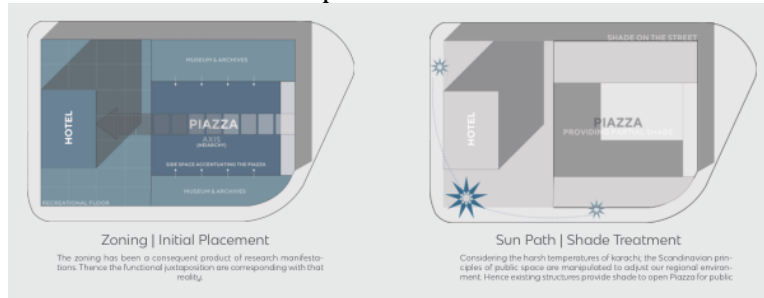 MUSEUM & ARCHIVES
HOTEL
PIAZZA
AXIS
(HEIARCHY)
SIDE SPACE ACCENTUATING THE PIAZZA
MUSEUM & ARCHIVES
RECREATIONAL FLOOR
Zoning | Initial Placement
The zoning has been a consequent product of research manifesta-
tions. Thence the functional juxtaposition are corresponding with that
reality.
SHADE ON THE STREET
HOTEL
PIAZZA
PROVIDING PARTIAL SHADE
Sun Path | Shade Treatment
Considering the harsh temperatures of karachi, the Scandinavian prin-
ciples of public space are manipulated to adjust our regional environ-
ment. Hence existing structures provide shade to open Piazza for public